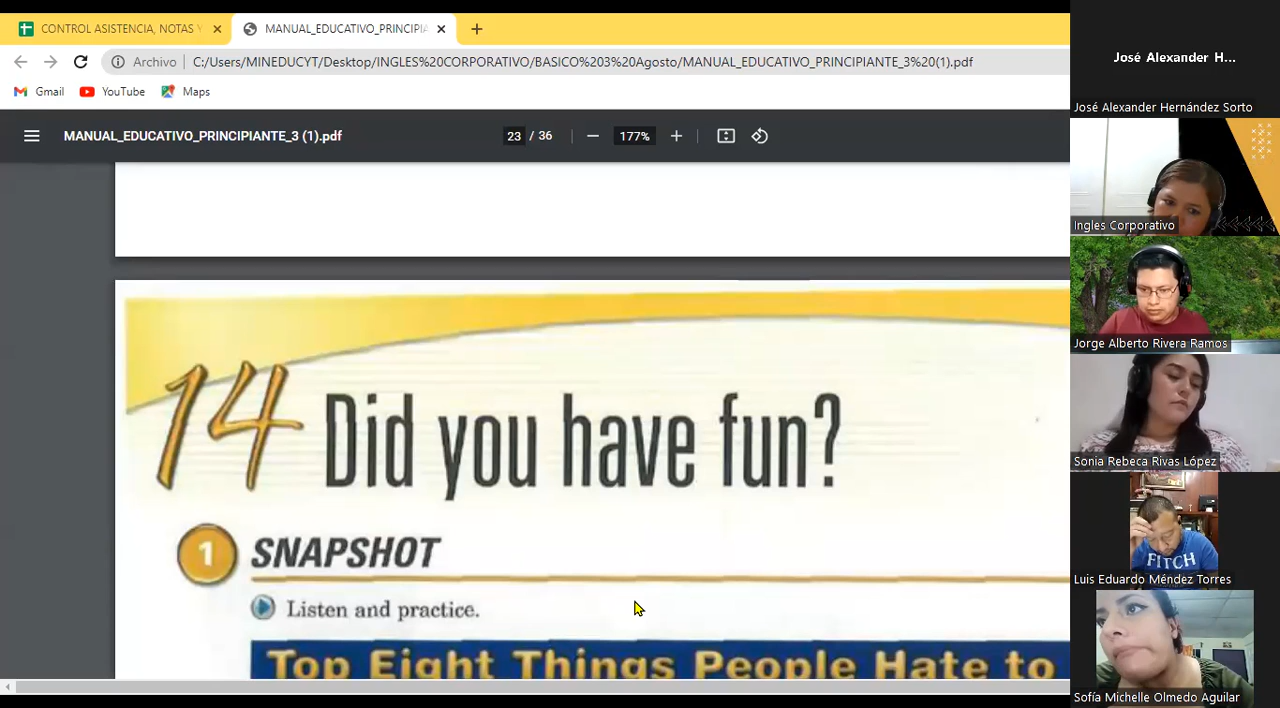 CONTROL ASISTENCIA, NOTAS Y
MANUAL_EDUCATIVO_PRINCIPIA
Archivo
C:/Users/MINEDUCYT/Desktop/INGLES%20CORPORATIVO/BASICO%203%20Agosto/MANUAL_EDUCATIVO_PRINCIPIANTE_3%20(1).pdf
Gmail
YouTube
Maps
MANUAL_EDUCATIVO_PRINCIPIANTE_3 (1).pdf
23 / 36
177%
14 Did you have fun?
1 SNAPSHOT
Listen and practice.
Top Eight Things People Hate to
José Alexander H...
José Alexander Hernández Sorto
Ingles Corporativo
Jorge Alberto Rivera Ramos
Sonia Rebeca Rivas López
FITCH
Luis Eduardo Méndez Torres
Sofía Michelle Olmedo Aguilar